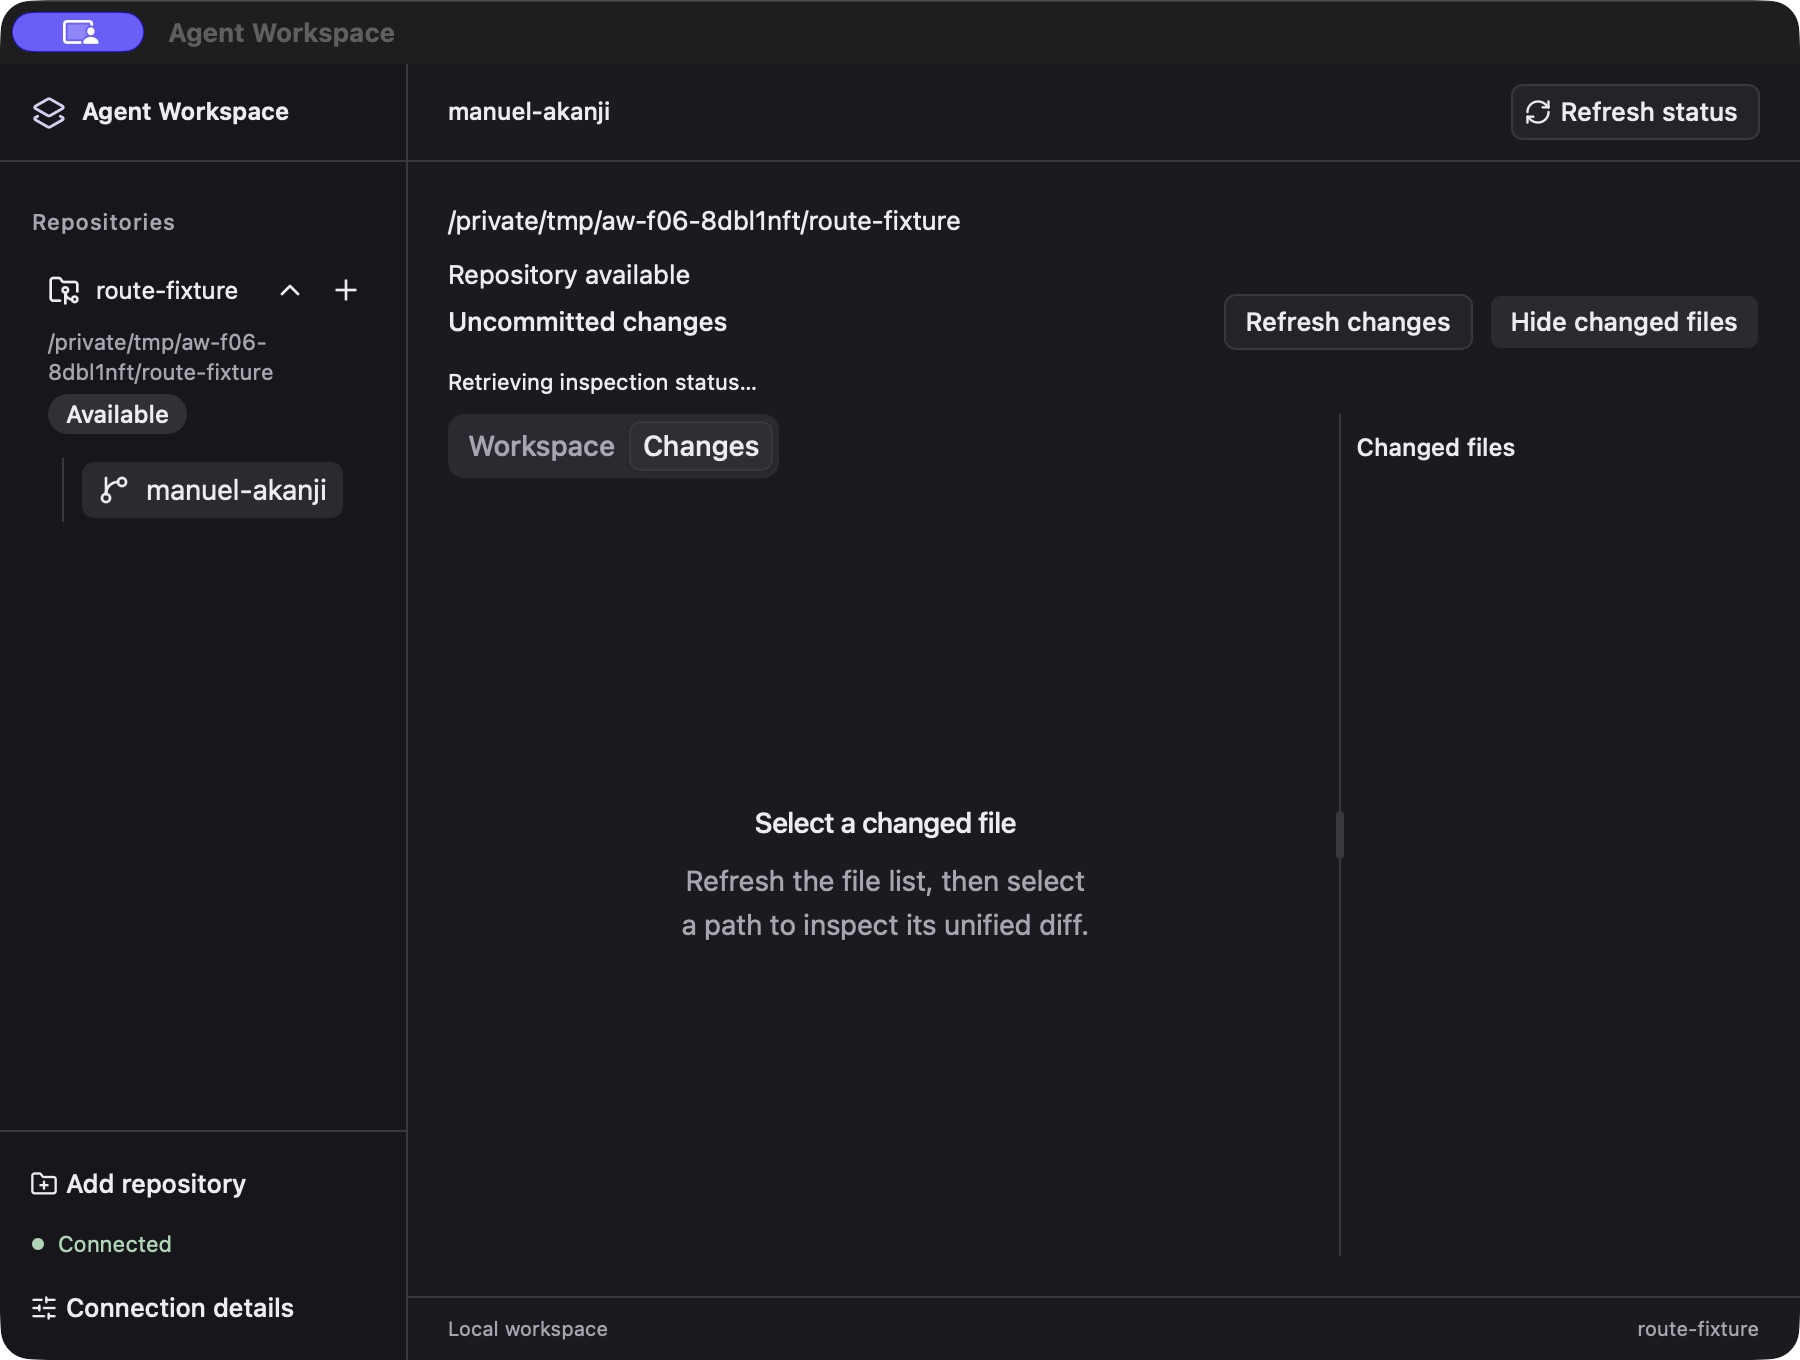 Agent Workspace
Agent Workspace
manuel-akanji
Refresh status
Repositories
route-fixture
/private/tmp/aw-f06-
8dbl1nft/route-fixture
Available
manuel-akanji
/private/tmp/aw-f06-8dbl1nft/route-fixture
Repository available
Uncommitted changes
Refresh changes
Hide changed files
Retrieving inspection status...
Workspace
Changes
Changed files
Select a changed file
Refresh the file list, then select
a path to inspect its unified diff.
Add repository
Connected
Connection details
Local workspace
route-fixture